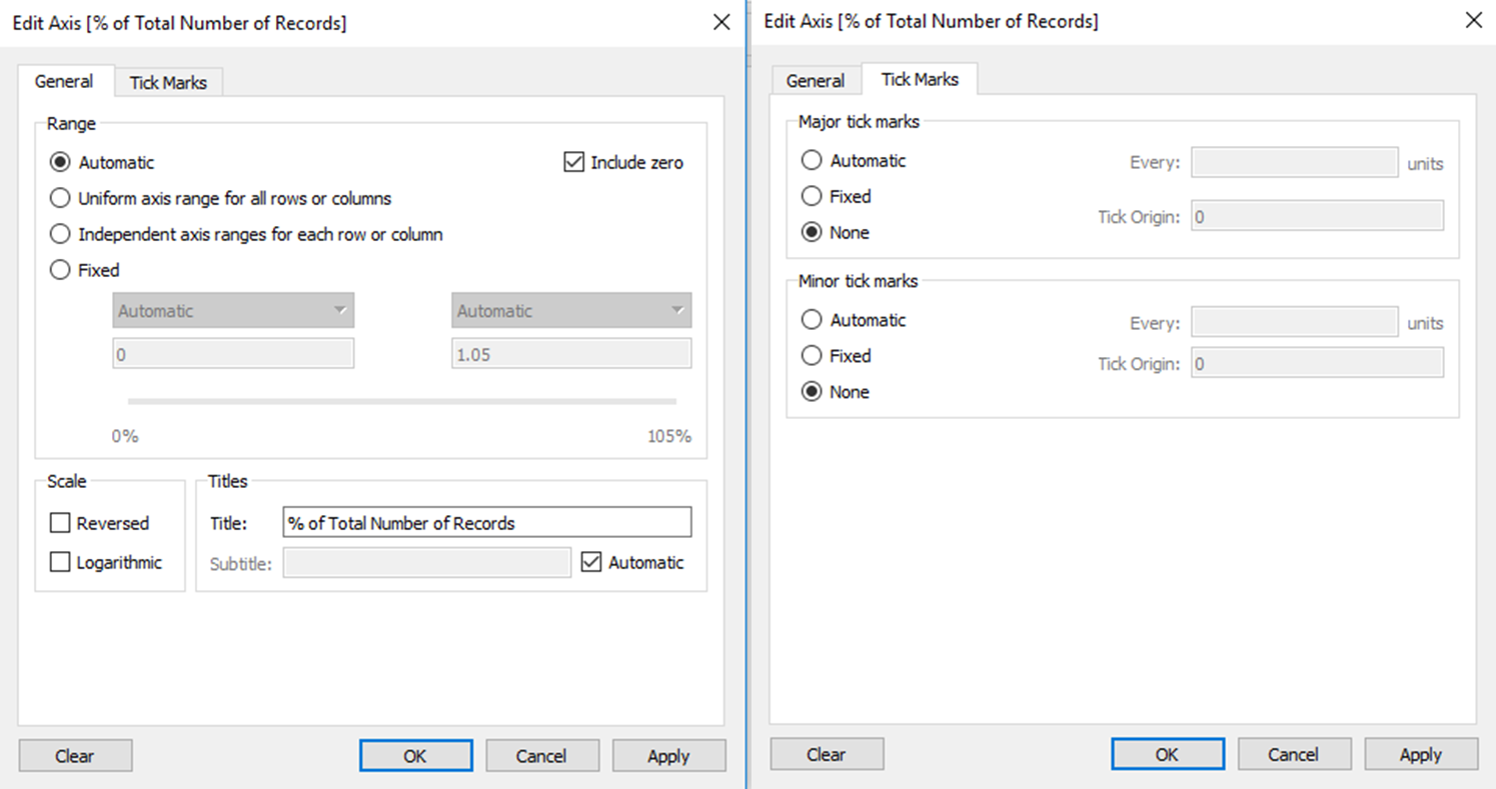 Edit Axis [% of Total Number of Records]
General
Tick Marks
Range
Automatic
Include zero
Uniform axis range for all rows or columns
Independent axis ranges for each row or column
Fixed
Automatic
Automatic
0
1.05
0%
105%
Scale
Reversed
Logarithmic
Titles
Title:
% of Total Number of Records
Subtitle:
Automatic
Clear
OK
Cancel
Apply
Edit Axis [% of Total Number of Records]
General
Tick Marks
Major tick marks
Automatic
Every:
units
Fixed
Tick Origin:
0
None
Minor tick marks
Automatic
Every:
units
Fixed
Tick Origin:
0
None
Clear
OK
Cancel
Apply